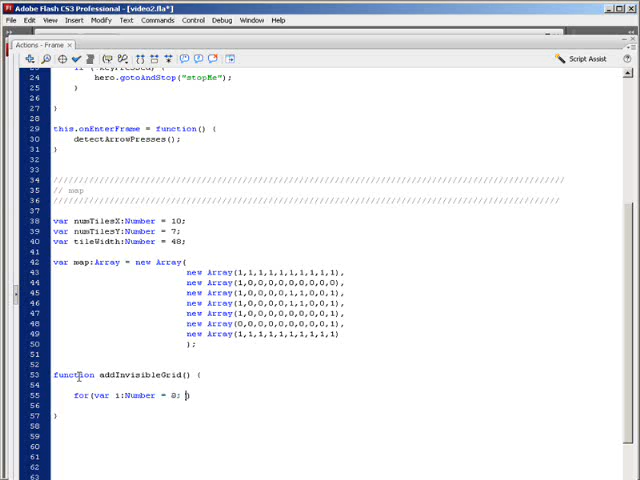 Adobe Flash CS3 Professional - [video2.fla*]
File Edit View Insert Modify Text Commands Control Debug Window Help
Actions - Frame ×
Script Assist
24 hero.gotoAndStop("stopMe");
25 }
26
27 }
28
29 this.onEnterFrame = function() {
30 detectArrowPresses();
31 }
32
33
34 ////////////////////////////////////////////////////////////////////////////////////////////////////
35 // map
36 ///////////////////////////////////////////////////////////////////////////////////////////////////
37
38 var numTilesX:Number = 10;
39 var numTilesY:Number = 7;
40 var tileWidth:Number = 48;
41
42 var map:Array = new Array(
43 new Array(1,1,1,1,1,1,1,1,1,1),
44 new Array(1,0,0,0,0,0,0,0,0,0),
45 new Array(1,0,0,0,0,1,1,0,0,1),
46 new Array(1,0,0,0,0,1,1,0,0,1),
47 new Array(1,0,0,0,0,0,0,0,0,1),
48 new Array(0,0,0,0,0,0,0,0,0,1),
49 new Array(1,1,1,1,1,1,1,1,1,1)
50 );
51
52
53 function addInvisibleGrid() {
54
55 for(var i:Number = 0; )
56
57 }
58
59
60
61
62
63